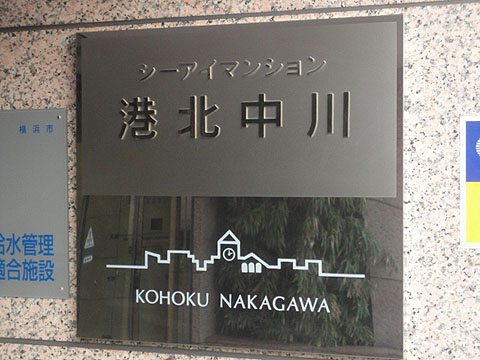 シーアイマンション
港北中川
KOHOKU NAKAGAWA
横浜市
給水管理
適合施設